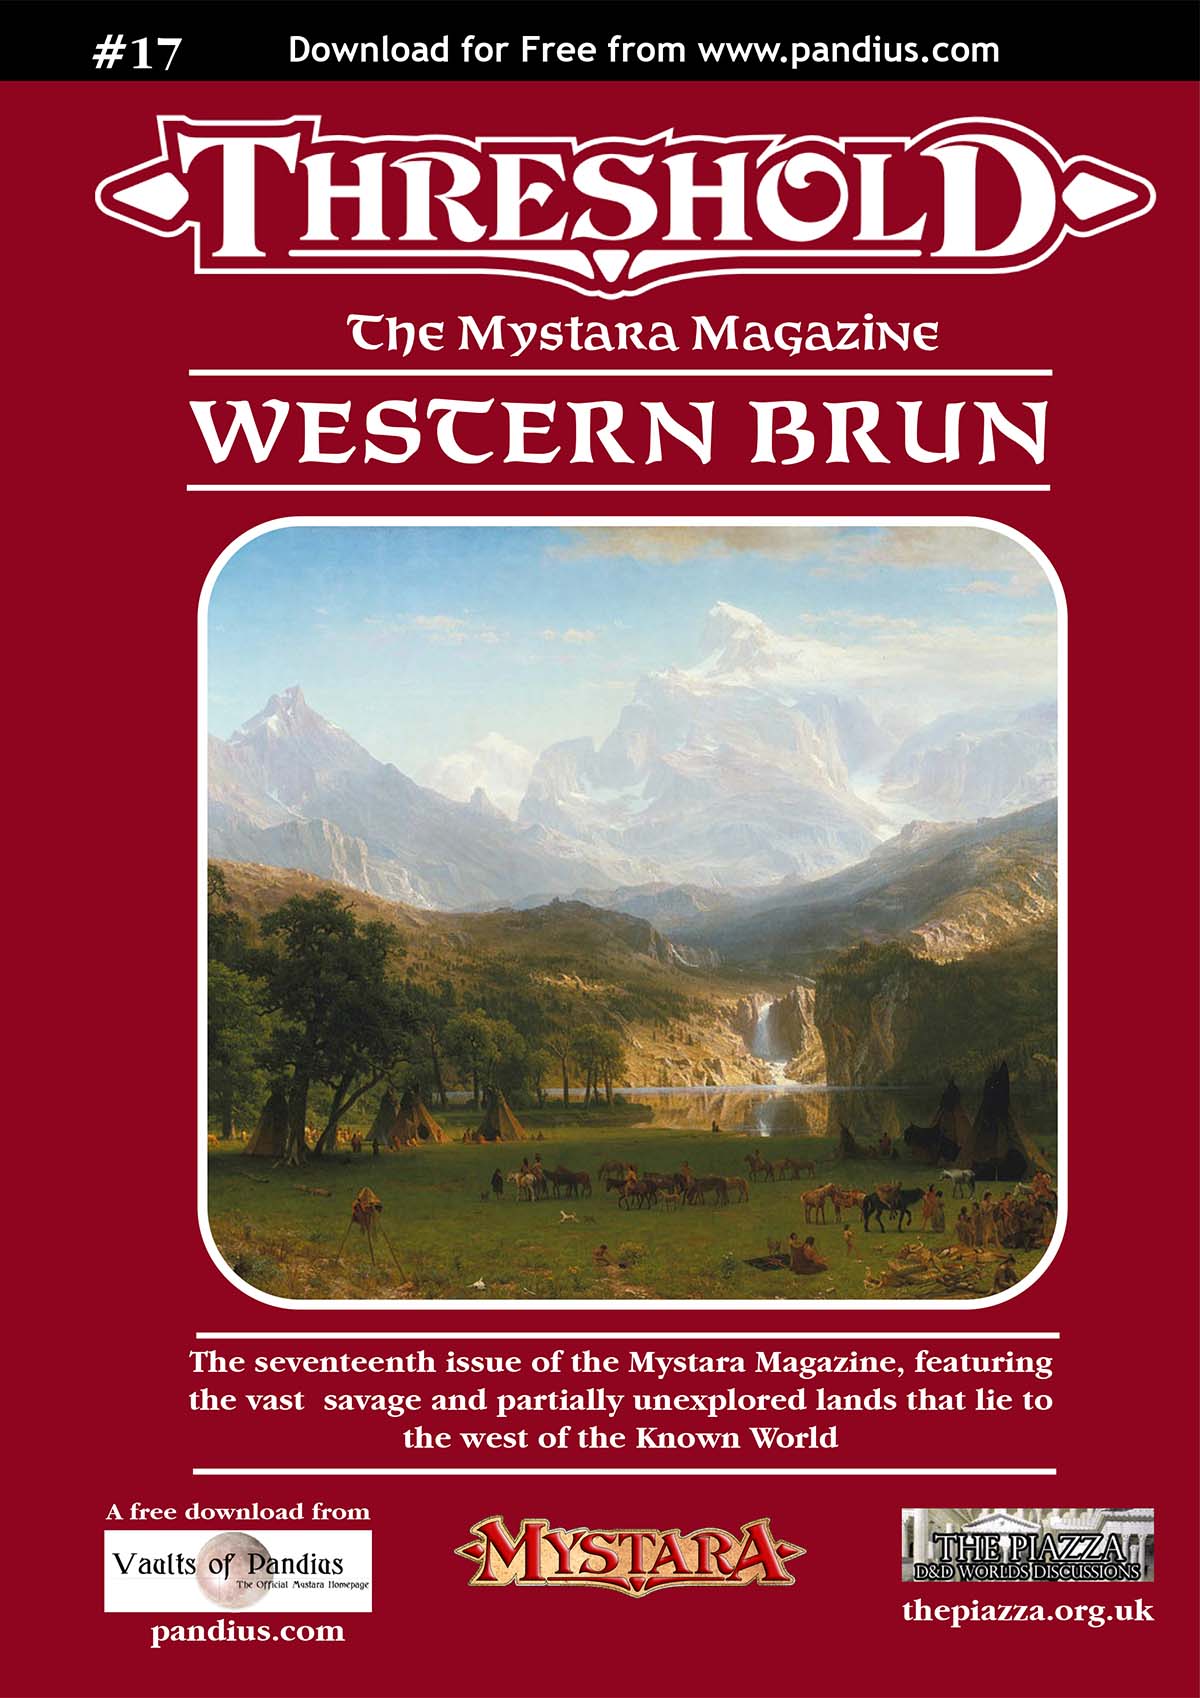 #17 Download for Free from www.pandius.com
THRESHOLD
The Mystara Magazine
WESTERN BRUN
The seventeenth issue of the Mystara Magazine, featuring
the vast savage and partially unexplored lands that lie to
the west of the Known World
A free download from
Vaults of Pandius
The Official Mystara Homepage
pandius.com
MYSTARA
THE PIAZZA
D&D WORLDS DISCUSSIONS
thepiazza.org.uk